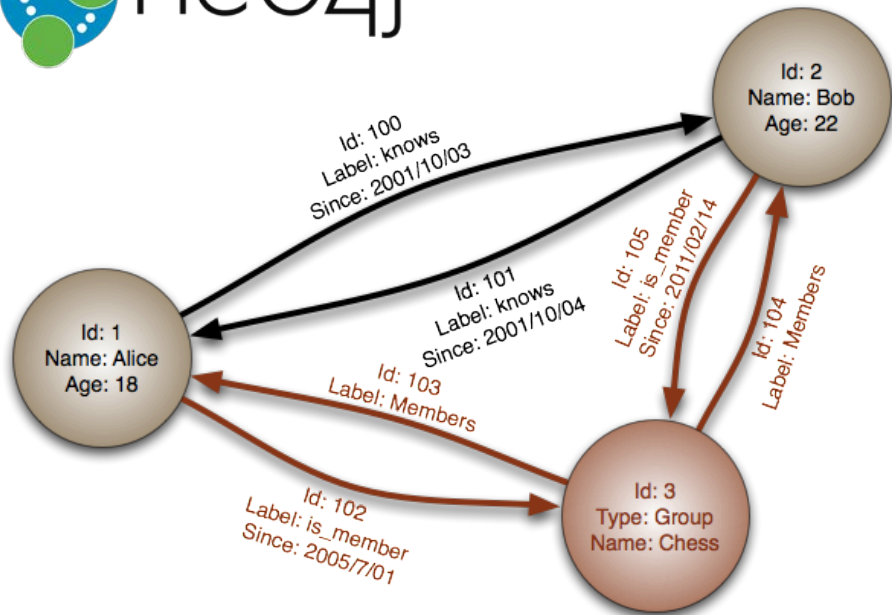 neo4j
Id: 2
Name: Bob
Age: 22
Id: 100
Label: knows
Since: 2001/10/03
Id: 101
Label: knows
Since: 2001/10/04
Id: 105
Label: is_member
Since: 2011/02/14
Id: 104
Label: Members
Id: 1
Name: Alice
Age: 18
Id: 103
Label: Members
Id: 102
Label: is_member
Since: 2005/7/01
Id: 3
Type: Group
Name: Chess